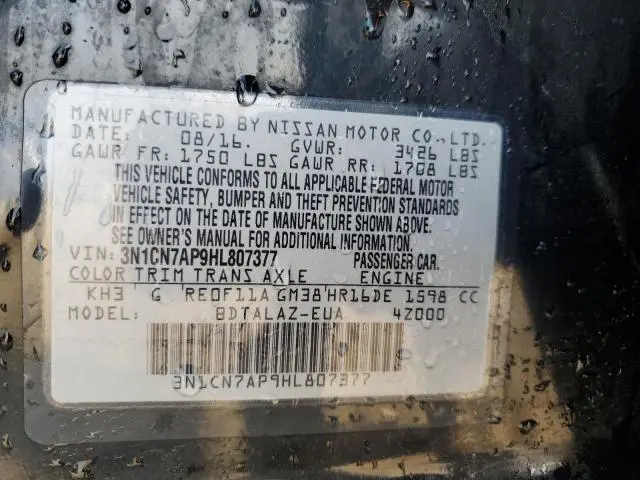 MANUFACTURED BY NISSAN MOTOR CO.,LTD.
DATE: 08/16. GVWR: 3426 LBS
GAWR FR: 1750 LBS GAWR RR: 1708 LBS
THIS VEHICLE CONFORMS TO ALL APPLICABLE FEDERAL MOTOR
VEHICLE SAFETY, BUMPER AND THEFT PREVENTION STANDARDS
IN EFFECT ON THE DATE OF MANUFACTURE SHOWN ABOVE.
SEE OWNER'S MANUAL FOR ADDITIONAL INFORMATION.
VIN: 3N1CN7AP9HL807377 PASSENGER CAR.
COLOR TRIM TRANS AXLE ENGINE
KH3 G RE0F11A GM38 HR16DE 1598 CC
MODEL: BDTALAZ-EUA 4Z000
3N1CN7AP9HL807377